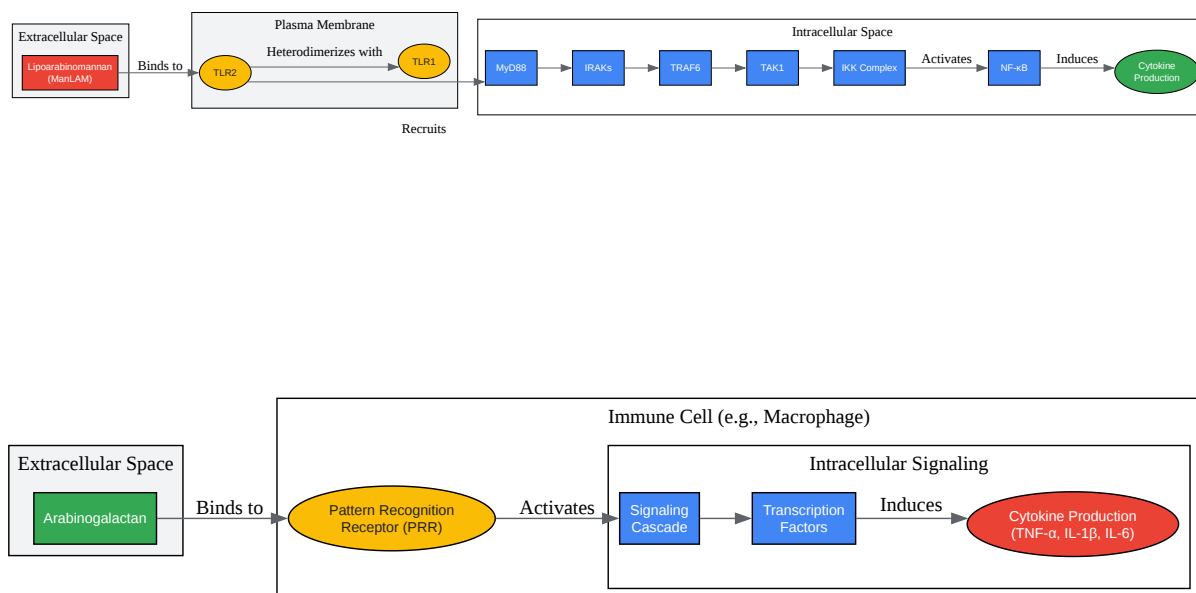 Extracellular Space
Lipoarabinomannan
(ManLAM)
Binds to
Plasma Membrane
TLR2
Heterodimerizes with
TLR1
Recruits
Intracellular Space
MyD88
IRAKs
TRAF6
TAK1
IKK Complex
Activates
NF-κB
Induces
Cytokine
Production
Extracellular Space
Arabinogalactan
Binds to
Immune Cell (e.g., Macrophage)
Pattern Recognition
Receptor (PRR)
Activates
Intracellular Signaling
Signaling
Cascade
Transcription
Factors
Induces
Cytokine Production
(TNF-α, IL-1β, IL-6)